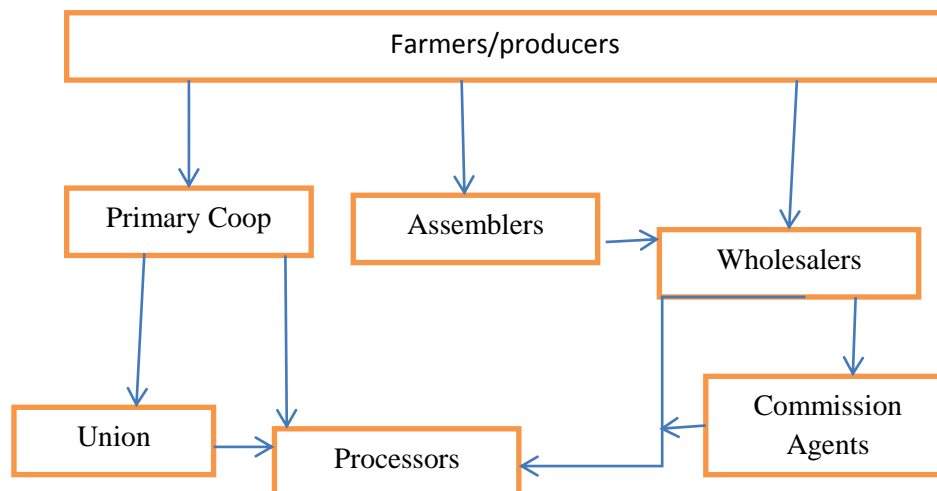 Farmers/producers
Primary Coop
Assemblers
Wholesalers
Commission
Agents
Union
Processors